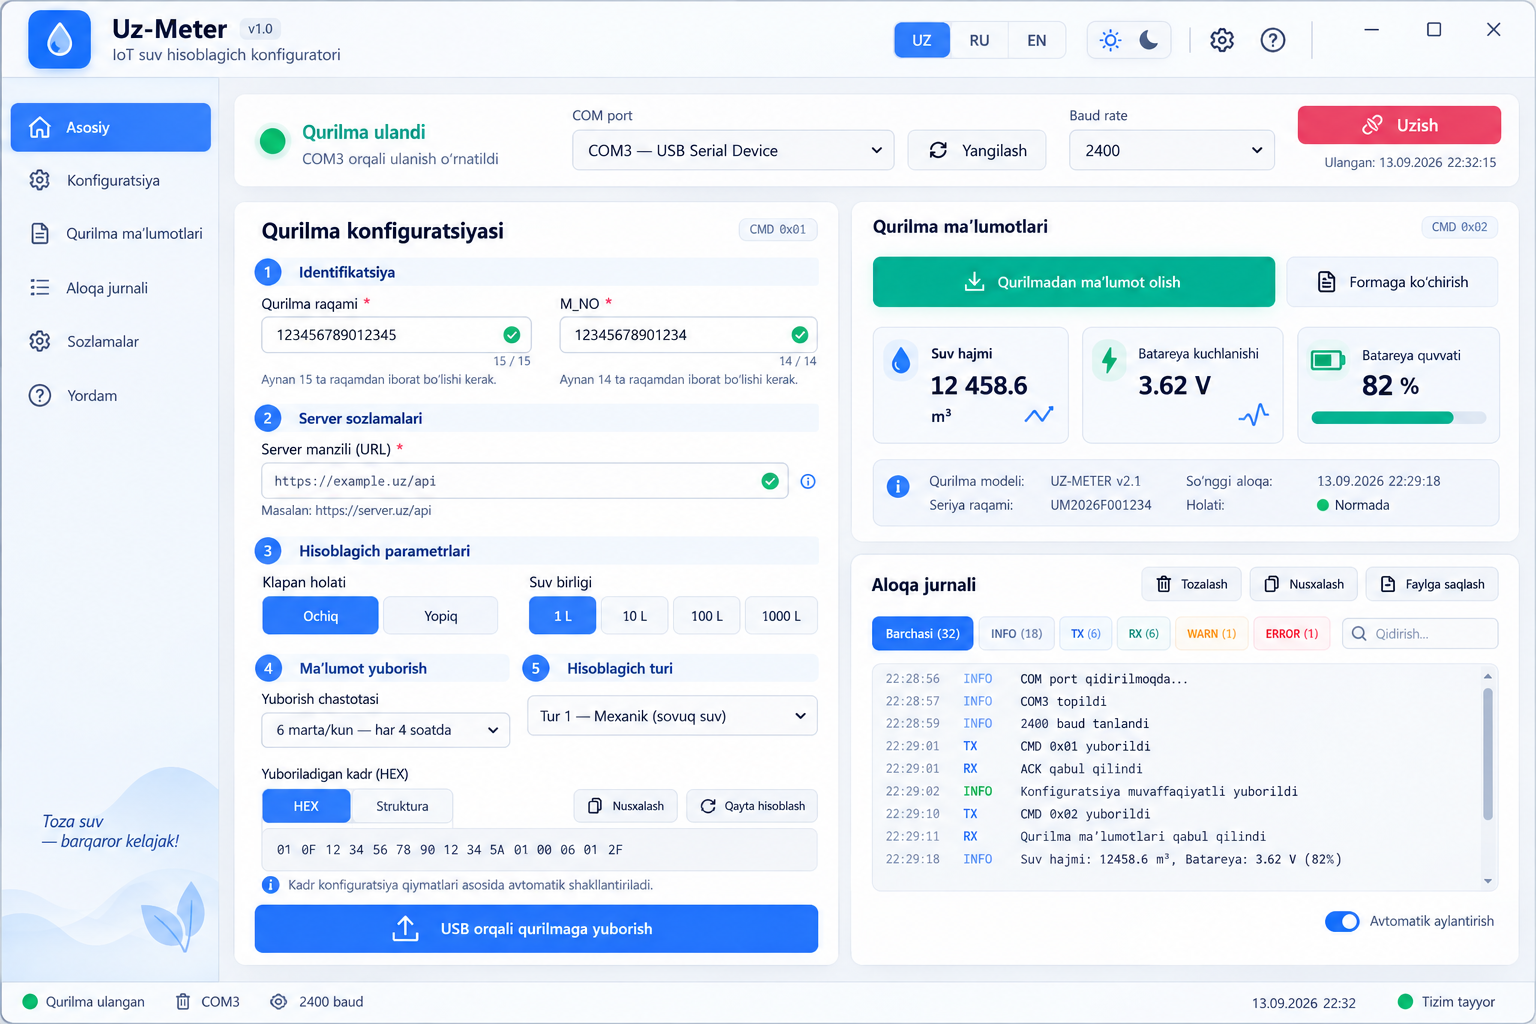 Uz-Meter v1.0
IoT suv hisoblagich konfiguratori
UZ RU EN
Asosiy
Konfiguratsiya
Qurilma ma’lumotlari
Aloqa jurnali
Sozlamalar
Yordam
Toza suv
— barqaror kelajak!
Qurilma ulandi
COM3 orqali ulanish o‘rnatildi
COM port
COM3 — USB Serial Device
Yangilash
Baud rate
2400
Uzish
Ulangan: 13.09.2026 22:32:15
Qurilma konfiguratsiyasi
CMD 0x01
1 Identifikatsiya
Qurilma raqami *
123456789012345
15 / 15
Aynan 15 ta raqamdan iborat bo‘lishi kerak.
M_NO *
12345678901234
14 / 14
Aynan 14 ta raqamdan iborat bo‘lishi kerak.
2 Server sozlamalari
Server manzili (URL) *
https://example.uz/api
Masalan: https://server.uz/api
3 Hisoblagich parametrlari
Klapan holati
Ochiq Yopiq
Suv birligi
1 L 10 L 100 L 1000 L
4 Ma’lumot yuborish
Yuborish chastotasi
6 marta/kun — har 4 soatda
5 Hisoblagich turi
Tur 1 — Mexanik (sovuq suv)
Yuboriladigan kadr (HEX)
HEX Struktura
Nusxalash
Qayta hisoblash
01 0F 12 34 56 78 90 12 34 5A 01 00 06 01 2F
Kadr konfiguratsiya qiymatlari asosida avtomatik shakllantiriladi.
USB orqali qurilmaga yuborish
Qurilma ma’lumotlari
CMD 0x02
Qurilmadan ma’lumot olish
Formaga ko‘chirish
Suv hajmi
12 458.6
m³
Batareya kuchlanishi
3.62 V
Batareya quvvati
82 %
Qurilma modeli: UZ-METER v2.1 So‘nggi aloqa: 13.09.2026 22:29:18
Seriya raqami: UM2026F001234 Holati: Normada
Aloqa jurnali
Tozalash
Nusxalash
Faylga saqlash
Barchasi (32) INFO (18) TX (6) RX (6) WARN (1) ERROR (1) Qidirish...
22:28:56 INFO COM port qidirilmoqda...
22:28:57 INFO COM3 topildi
22:28:59 INFO 2400 baud tanlandi
22:29:01 TX CMD 0x01 yuborildi
22:29:01 RX ACK qabul qilindi
22:29:02 INFO Konfiguratsiya muvaffaqiyatli yuborildi
22:29:10 TX CMD 0x02 yuborildi
22:29:11 RX Qurilma ma’lumotlari qabul qilindi
22:29:18 INFO Suv hajmi: 12458.6 m³, Batareya: 3.62 V (82%)
Avtomatik aylantirish
Qurilma ulangan COM3 2400 baud
13.09.2026 22:32 Tizim tayyor